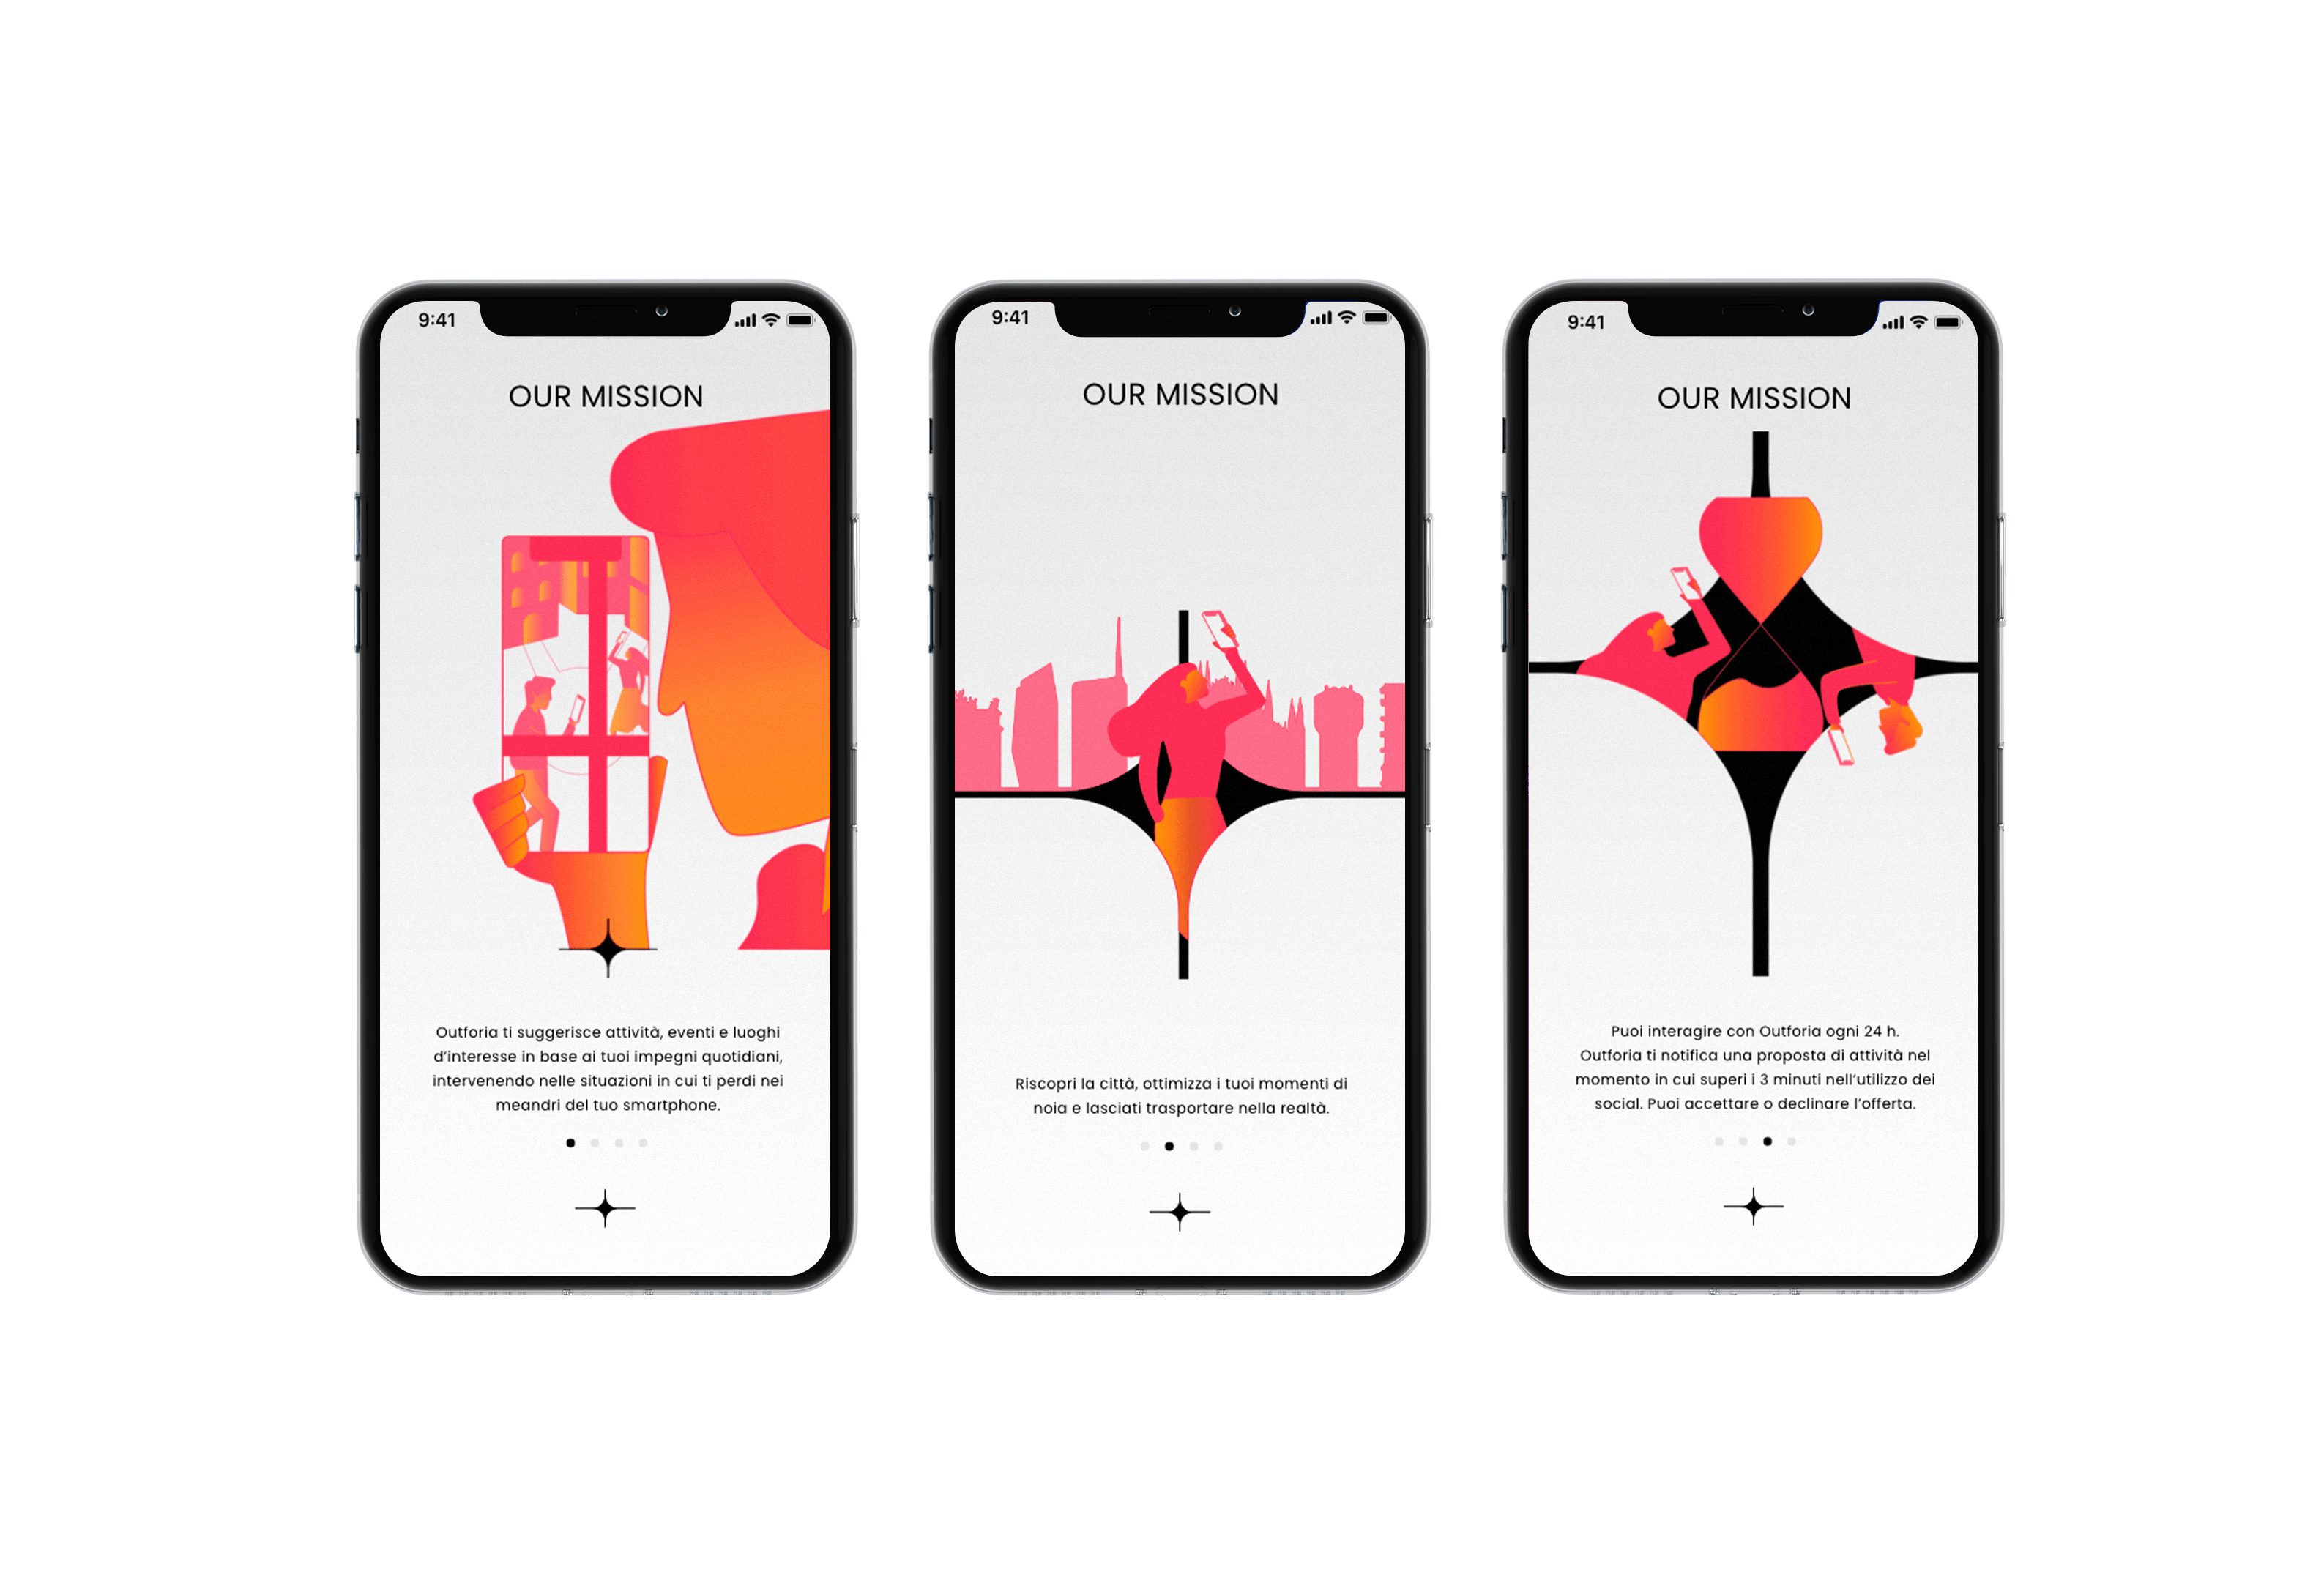 9:41
OUR MISSION
Outforia ti suggerisce attività, eventi e luoghi
d'interesse in base ai tuoi impegni quotidiani,
intervenendo nelle situazioni in cui ti perdi nei
meandri del tuo smartphone.
9:41
OUR MISSION
Riscopri la città, ottimizza i tuoi momenti di
noia e lasciati trasportare nella realtà.
9:41
OUR MISSION
Puoi interagire con Outforia ogni 24 h.
Outforia ti notifica una proposta di attività nel
momento in cui superi i 3 minuti nell'utilizzo dei
social. Puoi accettare o declinare l'offerta.